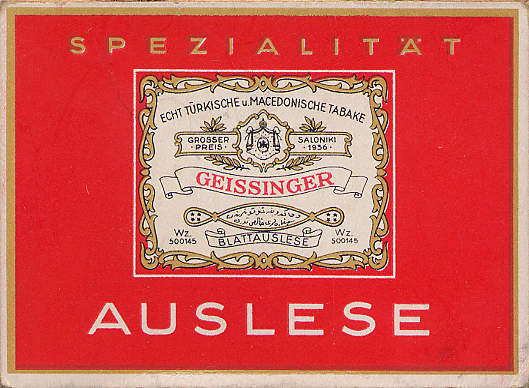 SPEZIALITÄT
ECHT TÜRKISCHE u. MACEDONISCHE TABAKE
GROSSER PREIS
SALONIKI 1936
GEISSINGER
Wz. 500145
BLATTAUSLESE
Wz. 500145
AUSLESE